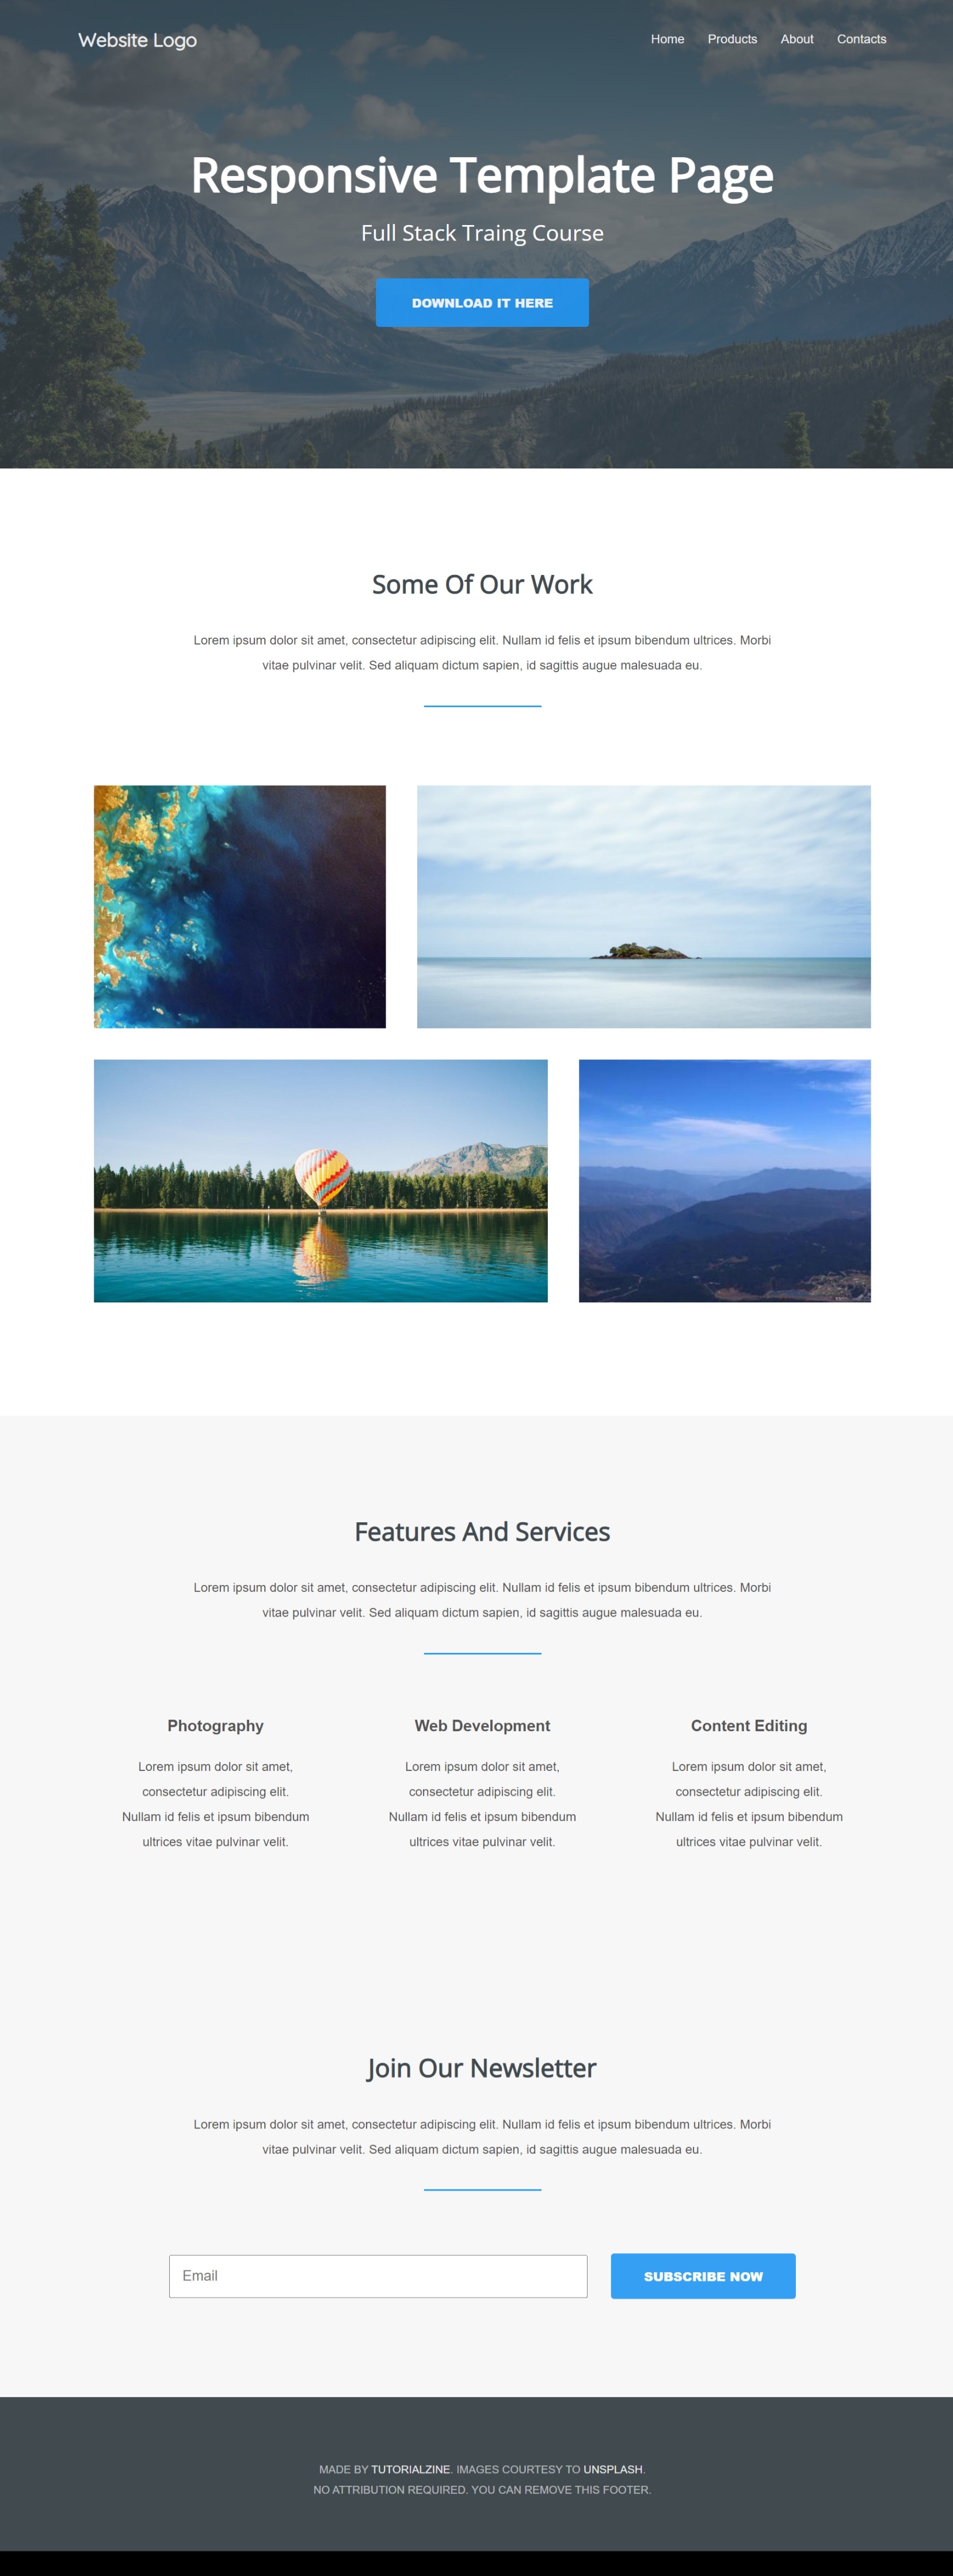 Website Logo
Home Products About Contacts
Responsive Template Page
Full Stack Traing Course
DOWNLOAD IT HERE
Some Of Our Work
Lorem ipsum dolor sit amet, consectetur adipiscing elit. Nullam id felis et ipsum bibendum ultrices. Morbi
vitae pulvinar velit. Sed aliquam dictum sapien, id sagittis augue malesuada eu.
Features And Services
Lorem ipsum dolor sit amet, consectetur adipiscing elit. Nullam id felis et ipsum bibendum ultrices. Morbi
vitae pulvinar velit. Sed aliquam dictum sapien, id sagittis augue malesuada eu.
Photography
Lorem ipsum dolor sit amet,
consectetur adipiscing elit.
Nullam id felis et ipsum bibendum
ultrices vitae pulvinar velit.
Web Development
Lorem ipsum dolor sit amet,
consectetur adipiscing elit.
Nullam id felis et ipsum bibendum
ultrices vitae pulvinar velit.
Content Editing
Lorem ipsum dolor sit amet,
consectetur adipiscing elit.
Nullam id felis et ipsum bibendum
ultrices vitae pulvinar velit.
Join Our Newsletter
Lorem ipsum dolor sit amet, consectetur adipiscing elit. Nullam id felis et ipsum bibendum ultrices. Morbi
vitae pulvinar velit. Sed aliquam dictum sapien, id sagittis augue malesuada eu.
Email
SUBSCRIBE NOW
MADE BY TUTORIALZINE. IMAGES COURTESY TO UNSPLASH.
NO ATTRIBUTION REQUIRED. YOU CAN REMOVE THIS FOOTER.